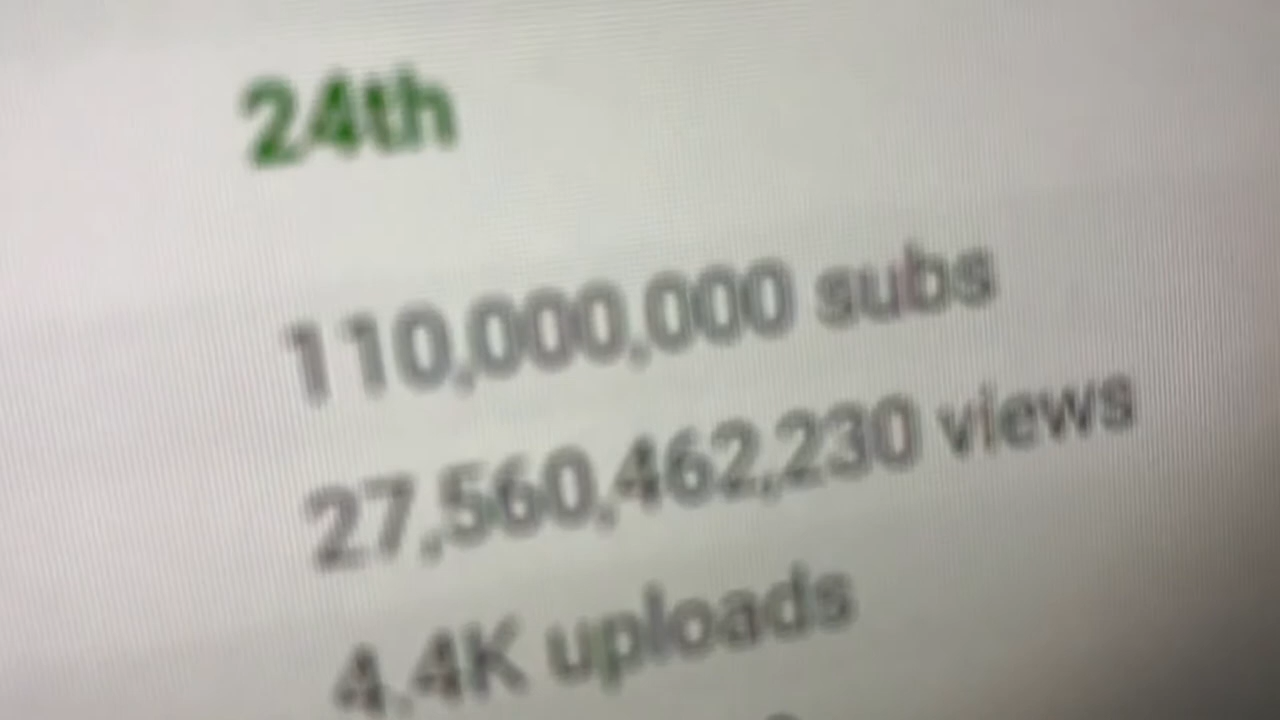 24th
110,000,000 subs
27,560,462,230 views
4.4K uploads